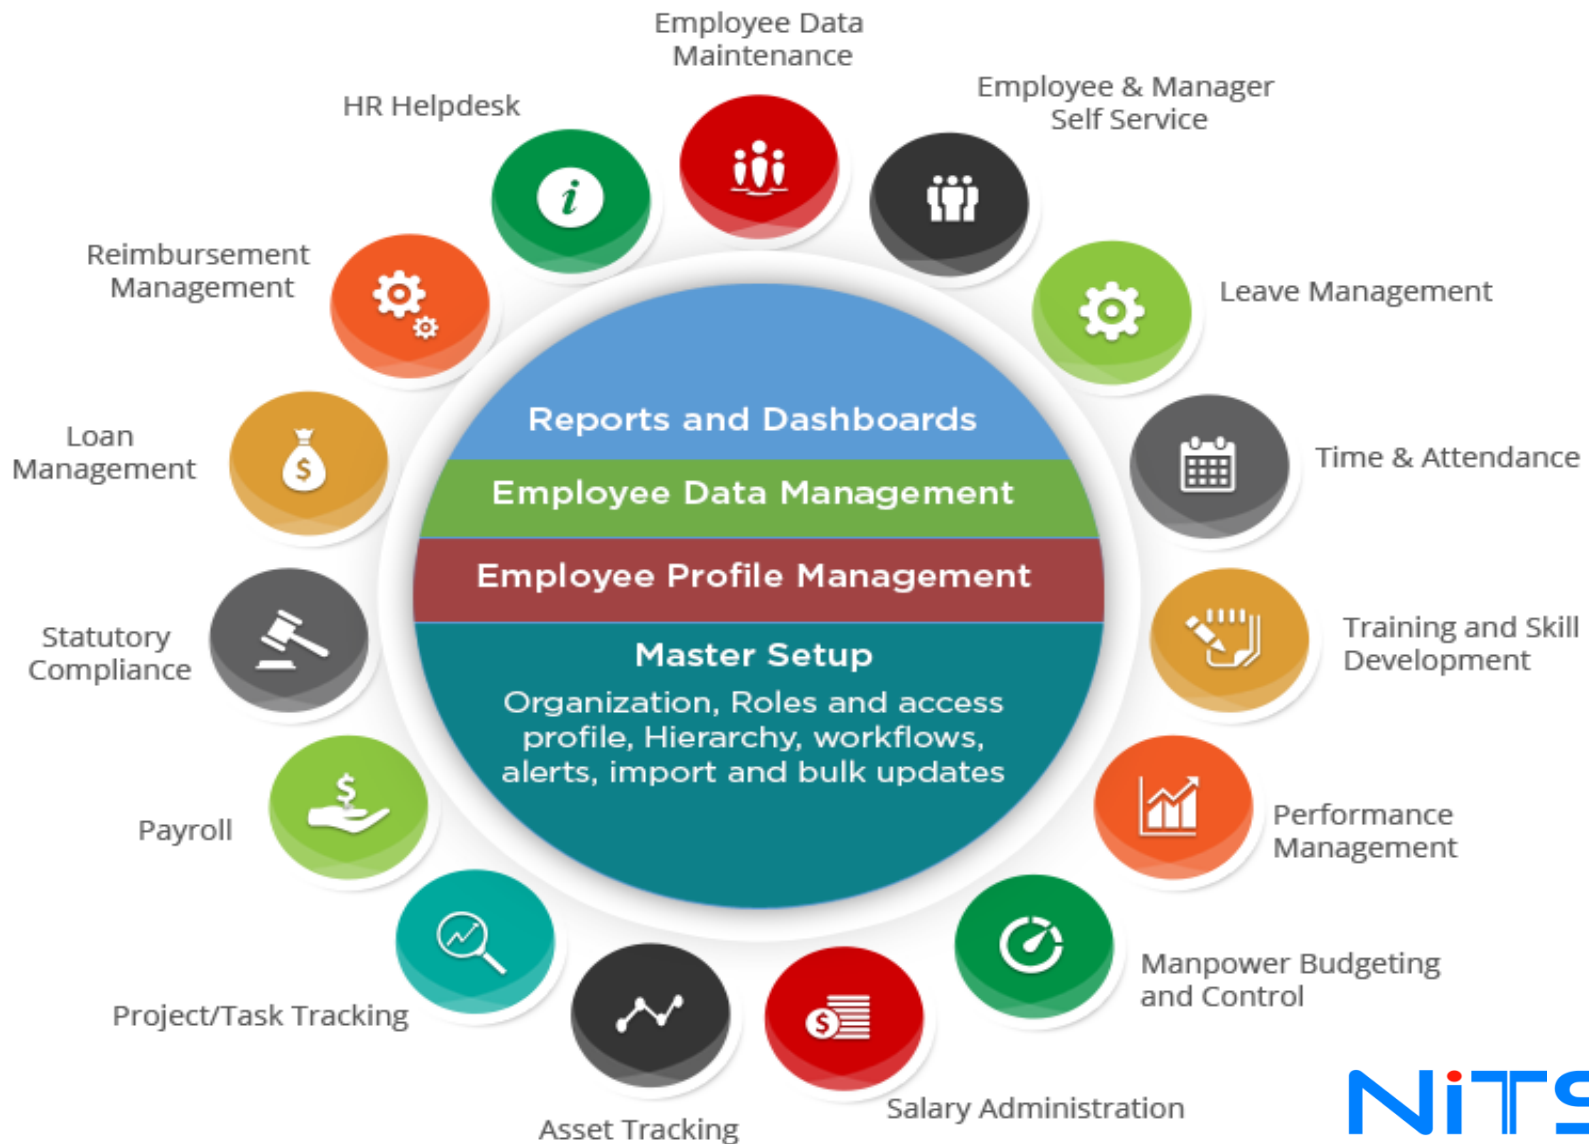 Employee Data
Maintenance
Employee & Manager
Self Service
HR Helpdesk
Reimbursement
Management
Leave Management
Loan
Management
Time & Attendance
Reports and Dashboards
Employee Data Management
Employee Profile Management
Master Setup
Organization, Roles and access
profile, Hierarchy, workflows,
alerts, import and bulk updates
Statutory
Compliance
Training and Skill
Development
Payroll
Performance
Management
Project/Task Tracking
Manpower Budgeting
and Control
Asset Tracking
Salary Administration
NiTS